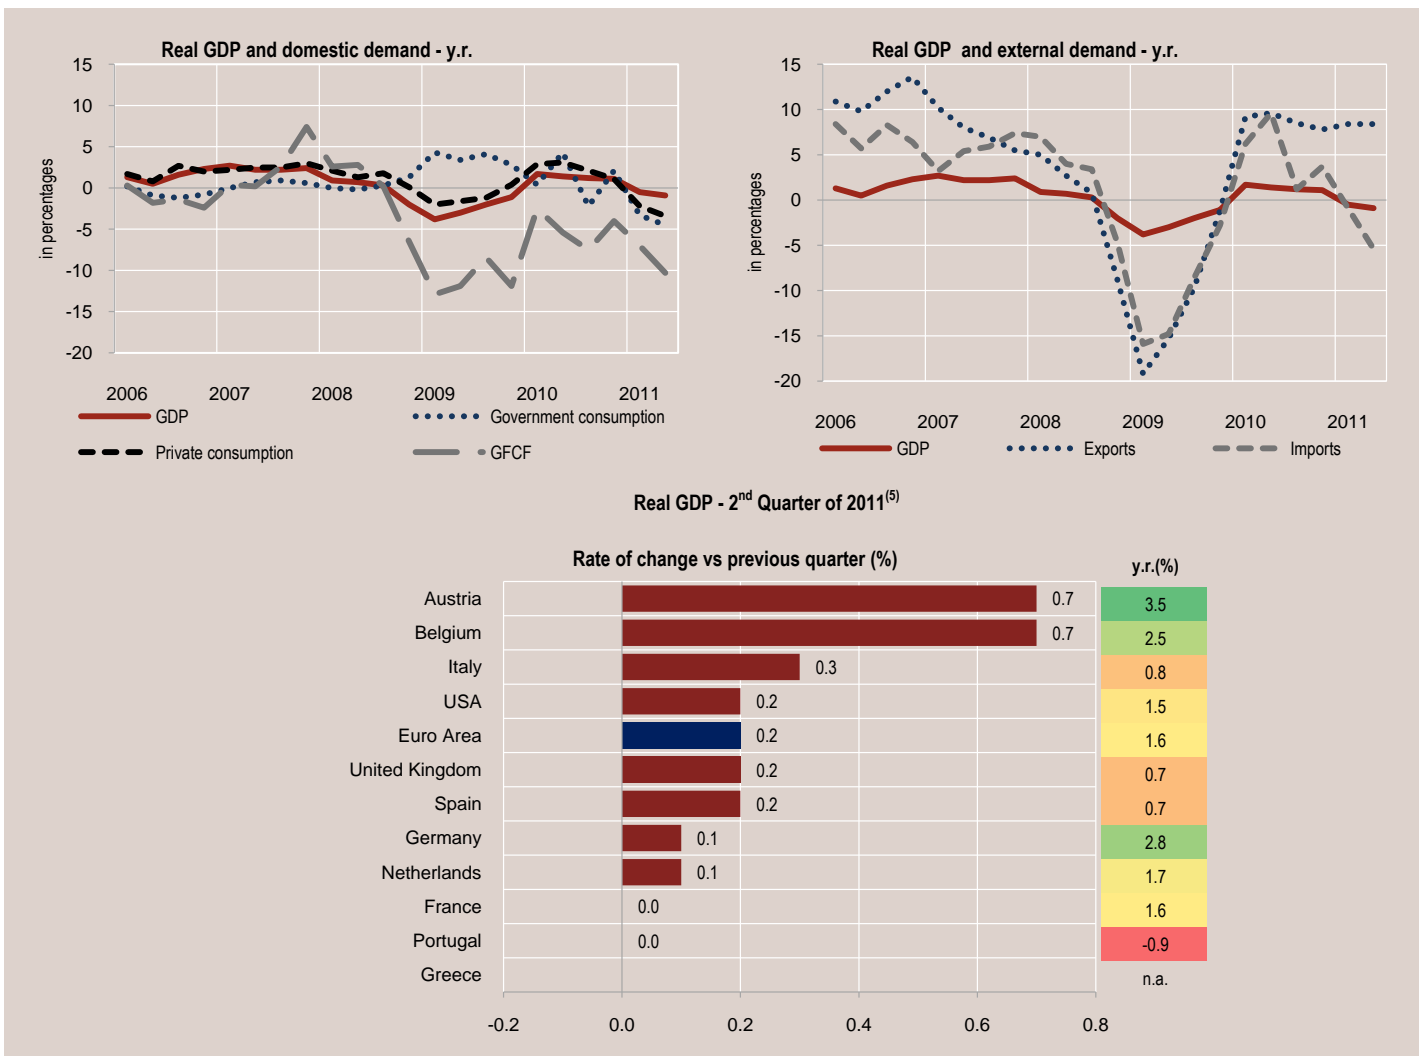 Real GDP and domestic demand - y.r.
15
10
5
0
-5
-10
-15
-20
in percentages
2006 2007 2008 2009 2010 2011
GDP Government consumption
Private consumption GFCF
Real GDP and external demand - y.r.
15
10
5
0
-5
-10
-15
-20
in percentages
2006 2007 2008 2009 2010 2011
GDP Exports Imports
Real GDP - 2nd Quarter of 2011(5)
Rate of change vs previous quarter (%) y.r.(%)
Austria 0.7 3.5
Belgium 0.7 2.5
Italy 0.3 0.8
USA 0.2 1.5
Euro Area 0.2 1.6
United Kingdom 0.2 0.7
Spain 0.2 0.7
Germany 0.1 2.8
Netherlands 0.1 1.7
France 0.0 1.6
Portugal 0.0 -0.9
Greece n.a.
-0.2 0.0 0.2 0.4 0.6 0.8